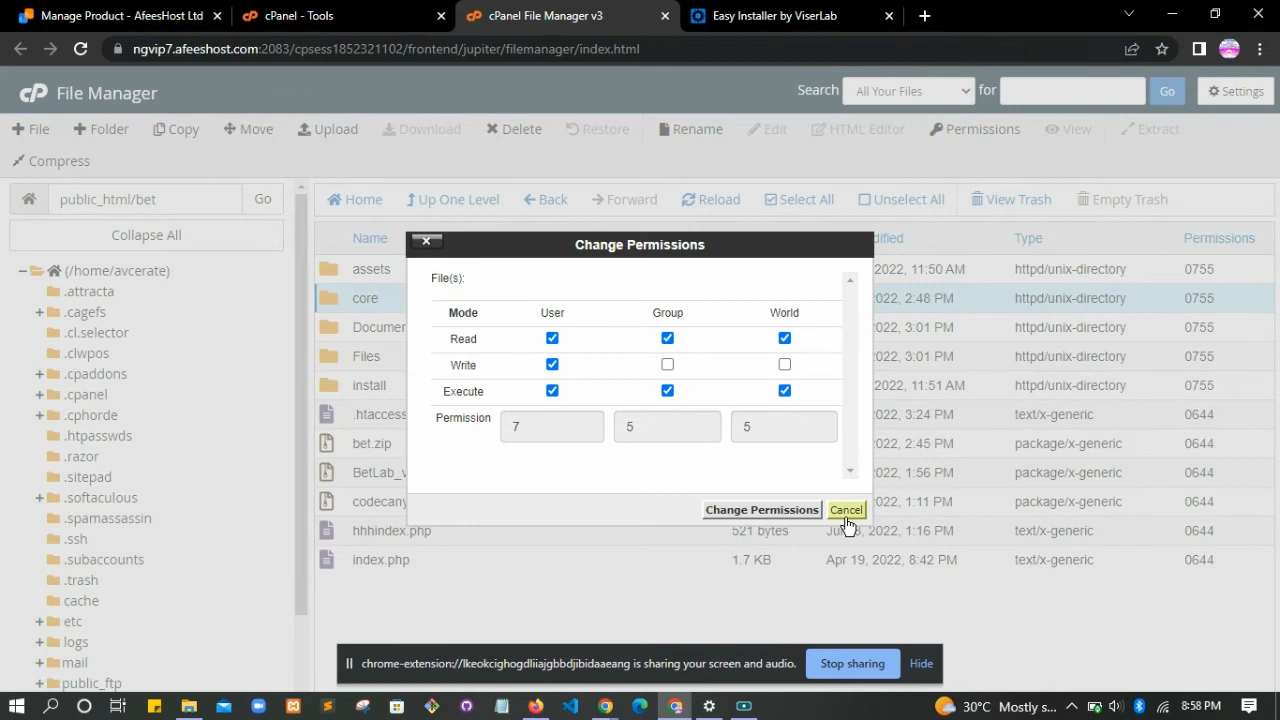 Manage Product - AfeesHost Ltd
cPanel - Tools
cPanel File Manager v3
Easy Installer by ViserLab
ngvip7.afeeshost.com:2083/cpsess1852321102/frontend/jupiter/filemanager/index.html
cP File Manager
Search All Your Files for Go Settings
File Folder Copy Move Upload Download Delete Restore Rename Edit HTML Editor Permissions View Extract
Compress
public_html/bet Go
Collapse All
(/home/avcerate)
.attracta
.cagefs
.cl.selector
.clwpos
.cpaddons
.cpanel
.cphorde
.htpasswds
.razor
.sitepad
.softaculous
.spamassassin
.ssh
.subaccounts
.trash
cache
etc
logs
mail
public_ftp
Home Up One Level Back Forward Reload Select All Unselect All View Trash Empty Trash
Name dified Type Permissions
assets 2022, 11:50 AM httpd/unix-directory 0755
core 2022, 2:48 PM httpd/unix-directory 0755
Documen 2022, 3:01 PM httpd/unix-directory 0755
Files 2022, 3:01 PM httpd/unix-directory 0755
install 2022, 11:51 AM httpd/unix-directory 0755
.htaccess 2022, 3:24 PM text/x-generic 0644
bet.zip 2022, 2:45 PM package/x-generic 0644
BetLab_v 2022, 1:56 PM package/x-generic 0644
codecany 2022, 1:11 PM package/x-generic 0644
hhhindex.php 521 bytes 2022, 1:16 PM text/x-generic 0644
index.php 1.7 KB Apr 19, 2022, 8:42 PM text/x-generic 0644
Change Permissions
File(s):
Mode User Group World
Read
Write
Execute
Permission 7 5 5
Change Permissions Cancel
chrome-extension://lkeokcighogdliiajgbbdjibidaaeang is sharing your screen and audio. Stop sharing Hide
30°C Mostly s... 8:58 PM